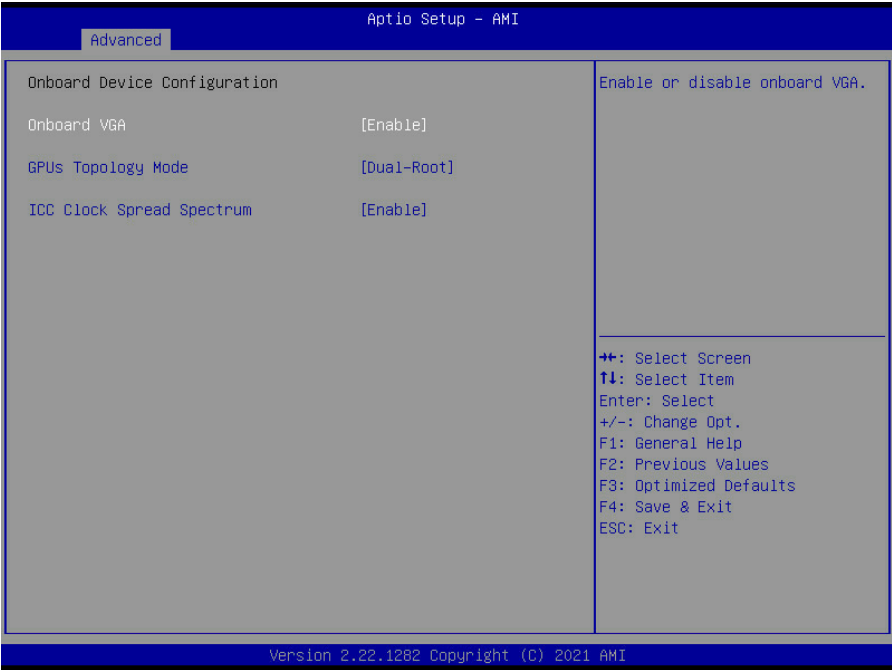 Aptio Setup – AMI
Advanced
Onboard Device Configuration
Onboard VGA [Enable]
GPUs Topology Mode [Dual-Root]
ICC Clock Spread Spectrum [Enable]
Enable or disable onboard VGA.
→←: Select Screen
↑↓: Select Item
Enter: Select
+/-: Change Opt.
F1: General Help
F2: Previous Values
F3: Optimized Defaults
F4: Save & Exit
ESC: Exit
Version 2.22.1282 Copyright (C) 2021 AMI